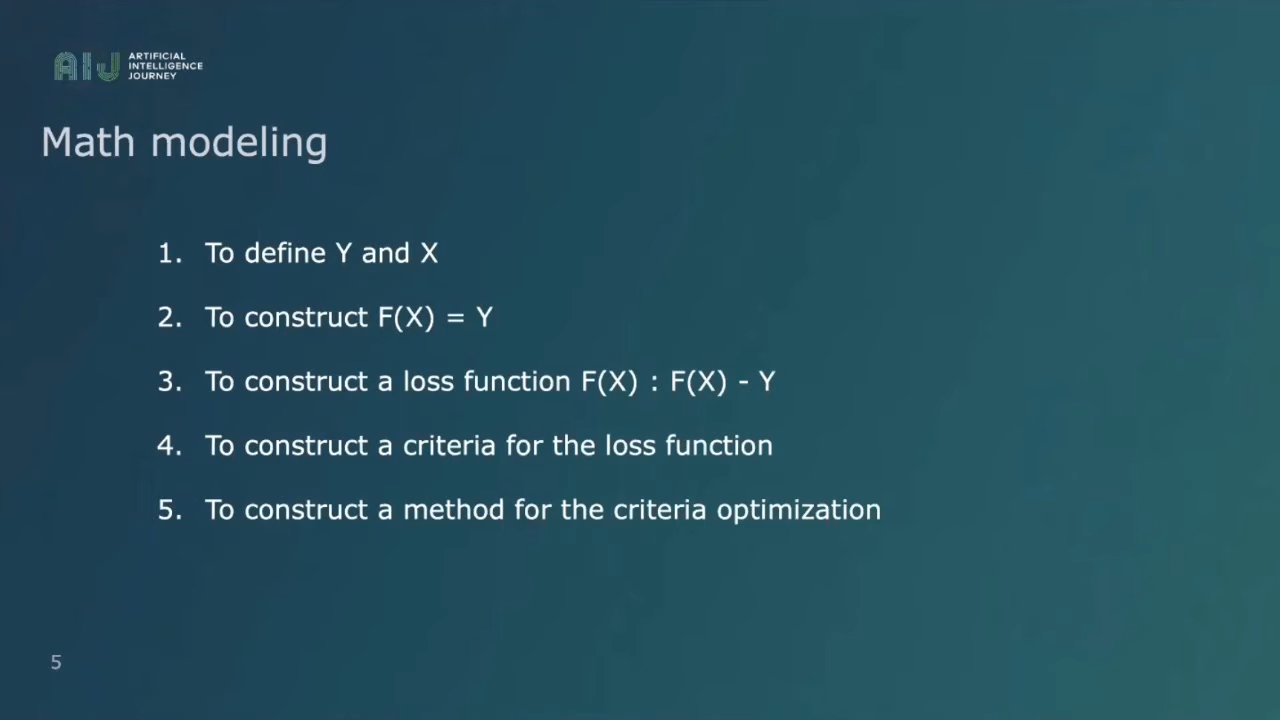 AIJ ARTIFICIAL
INTELLIGENCE
JOURNEY
Math modeling
1. To define Y and X
2. To construct F(X) = Y
3. To construct a loss function F(X) : F(X) - Y
4. To construct a criteria for the loss function
5. To construct a method for the criteria optimization
5